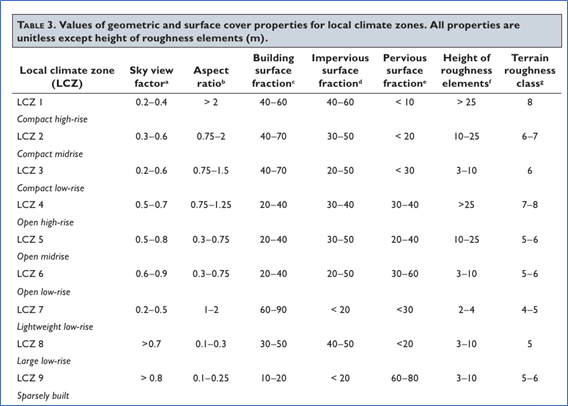 TABLE 3. Values of geometric and surface cover properties for local climate zones. All properties are
unitless except height of roughness elements (m).
Local climate zone (LCZ) Sky view factorᵃ Aspect ratioᵇ Building surface fractionᶜ Impervious surface fractionᵈ Pervious surface fractionᵉ Height of roughness elementsᶠ Terrain roughness classᵍ
LCZ 1 0.2–0.4 > 2 40–60 40–60 < 10 > 25 8
Compact high-rise
LCZ 2 0.3–0.6 0.75–2 40–70 30–50 < 20 10–25 6–7
Compact midrise
LCZ 3 0.2–0.6 0.75–1.5 40–70 20–50 < 30 3–10 6
Compact low-rise
LCZ 4 0.5–0.7 0.75–1.25 20–40 30–40 30–40 >25 7–8
Open high-rise
LCZ 5 0.5–0.8 0.3–0.75 20–40 30–50 20–40 10–25 5–6
Open midrise
LCZ 6 0.6–0.9 0.3–0.75 20–40 20–50 30–60 3–10 5–6
Open low-rise
LCZ 7 0.2–0.5 1–2 60–90 < 20 <30 2–4 4–5
Lightweight low-rise
LCZ 8 >0.7 0.1–0.3 30–50 40–50 <20 3–10 5
Large low-rise
LCZ 9 > 0.8 0.1–0.25 10–20 < 20 60–80 3–10 5–6
Sparsely built